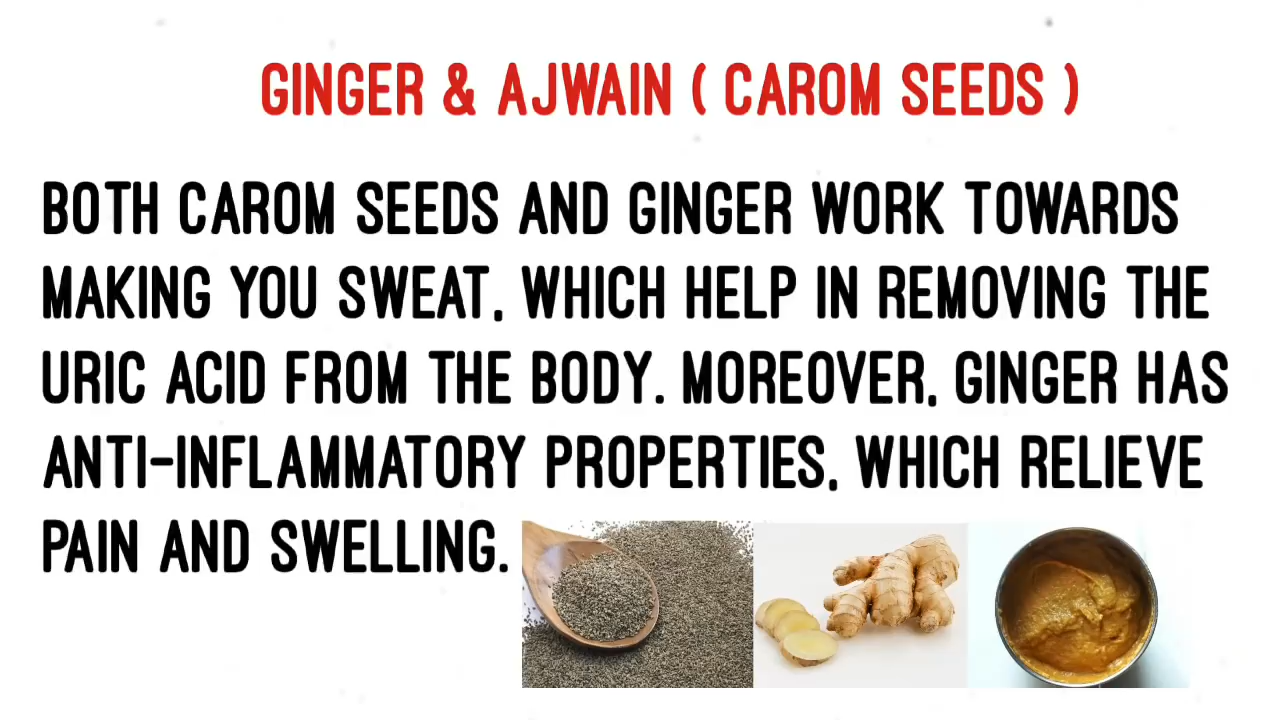 GINGER & AJWAIN ( CAROM SEEDS )
BOTH CAROM SEEDS AND GINGER WORK TOWARDS
MAKING YOU SWEAT, WHICH HELP IN REMOVING THE
URIC ACID FROM THE BODY. MOREOVER, GINGER HAS
ANTI-INFLAMMATORY PROPERTIES, WHICH RELIEVE
PAIN AND SWELLING.